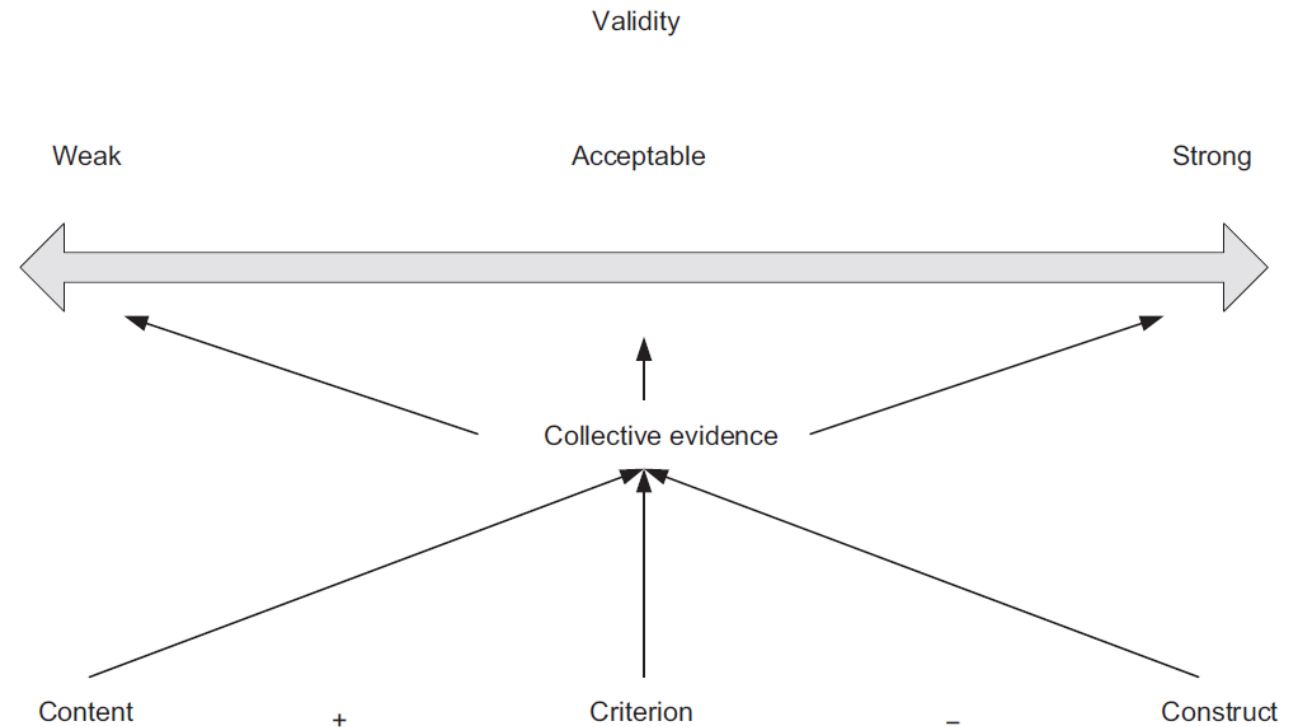 Validity
Weak Acceptable Strong
Collective evidence
Content + Criterion – Construct